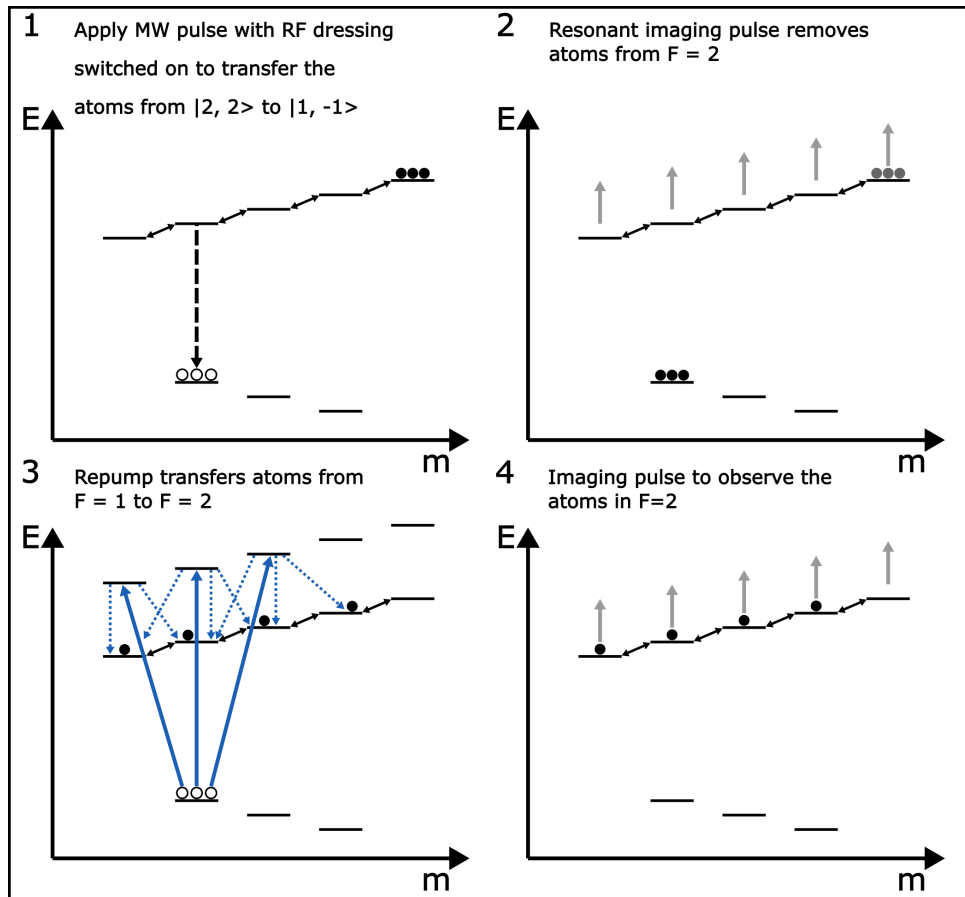 1 Apply MW pulse with RF dressing
switched on to transfer the
atoms from |2, 2> to |1, -1>
E
m
2 Resonant imaging pulse removes
atoms from F = 2
E
m
3 Repump transfers atoms from
F = 1 to F = 2
E
m
4 Imaging pulse to observe the
atoms in F=2
E
m